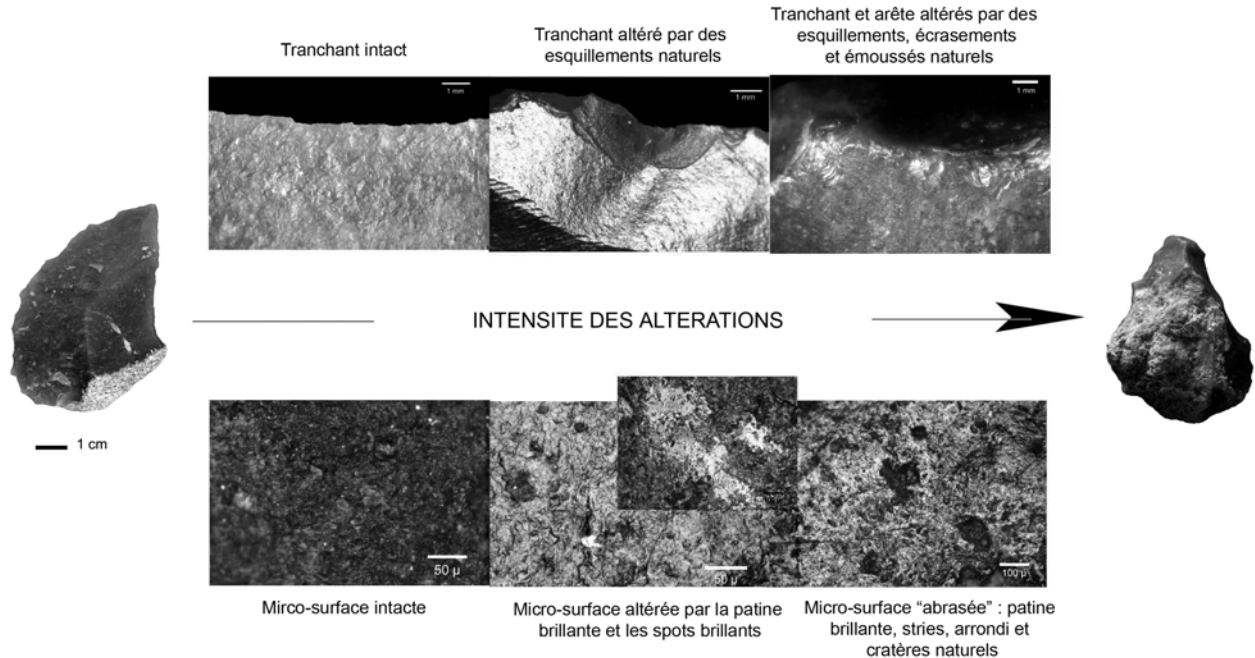 Tranchant intact
Tranchant altéré par des
esquillements naturels
Tranchant et arête altérés par des
esquillements, écrasements
et émoussés naturels
1 mm
1 mm
1 mm
INTENSITE DES ALTERATIONS
1 cm
50 µ
50 µ
100 µ
Mirco-surface intacte
Micro-surface altérée par la patine
brillante et les spots brillants
Micro-surface "abrasée" : patine
brillante, stries, arrondi et
cratères naturels